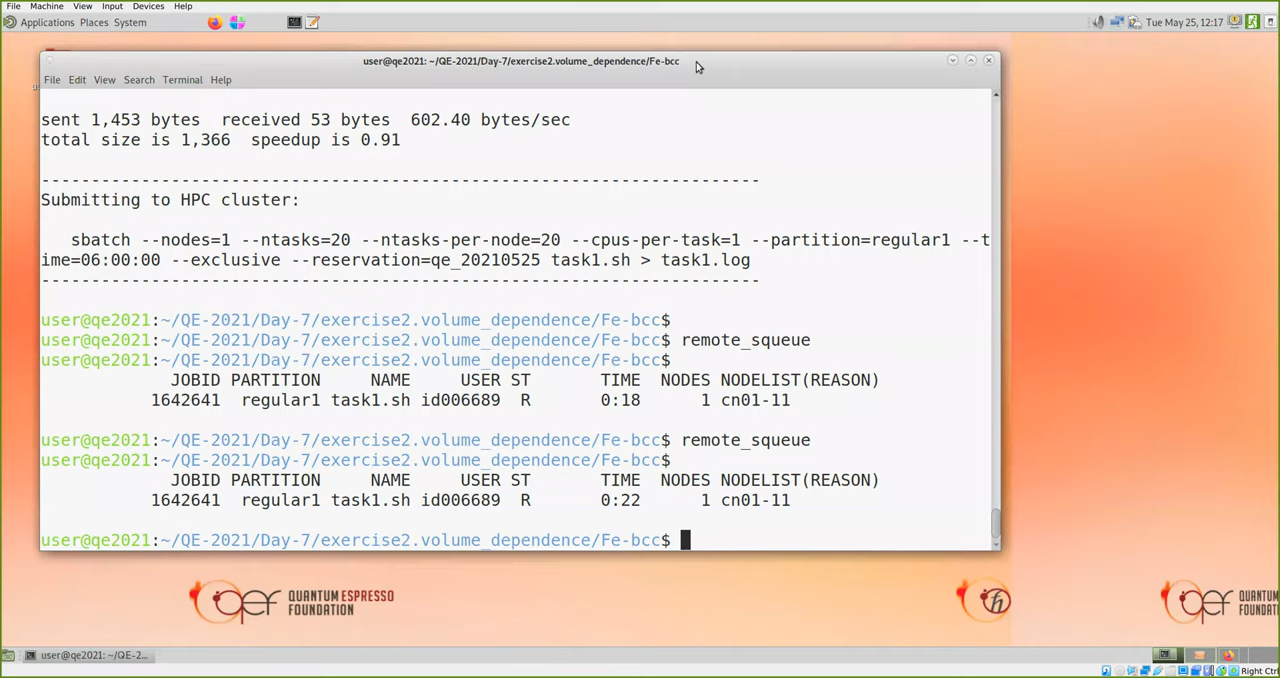 File Machine View Input Devices Help
Applications Places System
Tue May 25, 12:17
user@qe2021: ~/QE-2021/Day-7/exercise2.volume_dependence/Fe-bcc
File Edit View Search Terminal Help
sent 1,453 bytes  received 53 bytes  602.40 bytes/sec
total size is 1,366  speedup is 0.91
------------------------------------------------------------------------
Submitting to HPC cluster:
sbatch --nodes=1 --ntasks=20 --ntasks-per-node=20 --cpus-per-task=1 --partition=regular1 --t
ime=06:00:00 --exclusive --reservation=qe_20210525 task1.sh > task1.log
------------------------------------------------------------------------
user@qe2021:~/QE-2021/Day-7/exercise2.volume_dependence/Fe-bcc$
user@qe2021:~/QE-2021/Day-7/exercise2.volume_dependence/Fe-bcc$ remote_squeue
user@qe2021:~/QE-2021/Day-7/exercise2.volume_dependence/Fe-bcc$
JOBID PARTITION NAME USER ST TIME NODES NODELIST(REASON)
1642641 regular1 task1.sh id006689 R 0:18 1 cn01-11
user@qe2021:~/QE-2021/Day-7/exercise2.volume_dependence/Fe-bcc$ remote_squeue
user@qe2021:~/QE-2021/Day-7/exercise2.volume_dependence/Fe-bcc$
JOBID PARTITION NAME USER ST TIME NODES NODELIST(REASON)
1642641 regular1 task1.sh id006689 R 0:22 1 cn01-11
user@qe2021:~/QE-2021/Day-7/exercise2.volume_dependence/Fe-bcc$
QUANTUM ESPRESSO
FOUNDATION
QUANTU
FOUNDAT
user@qe2021: ~/QE-2...
Right Ctrl